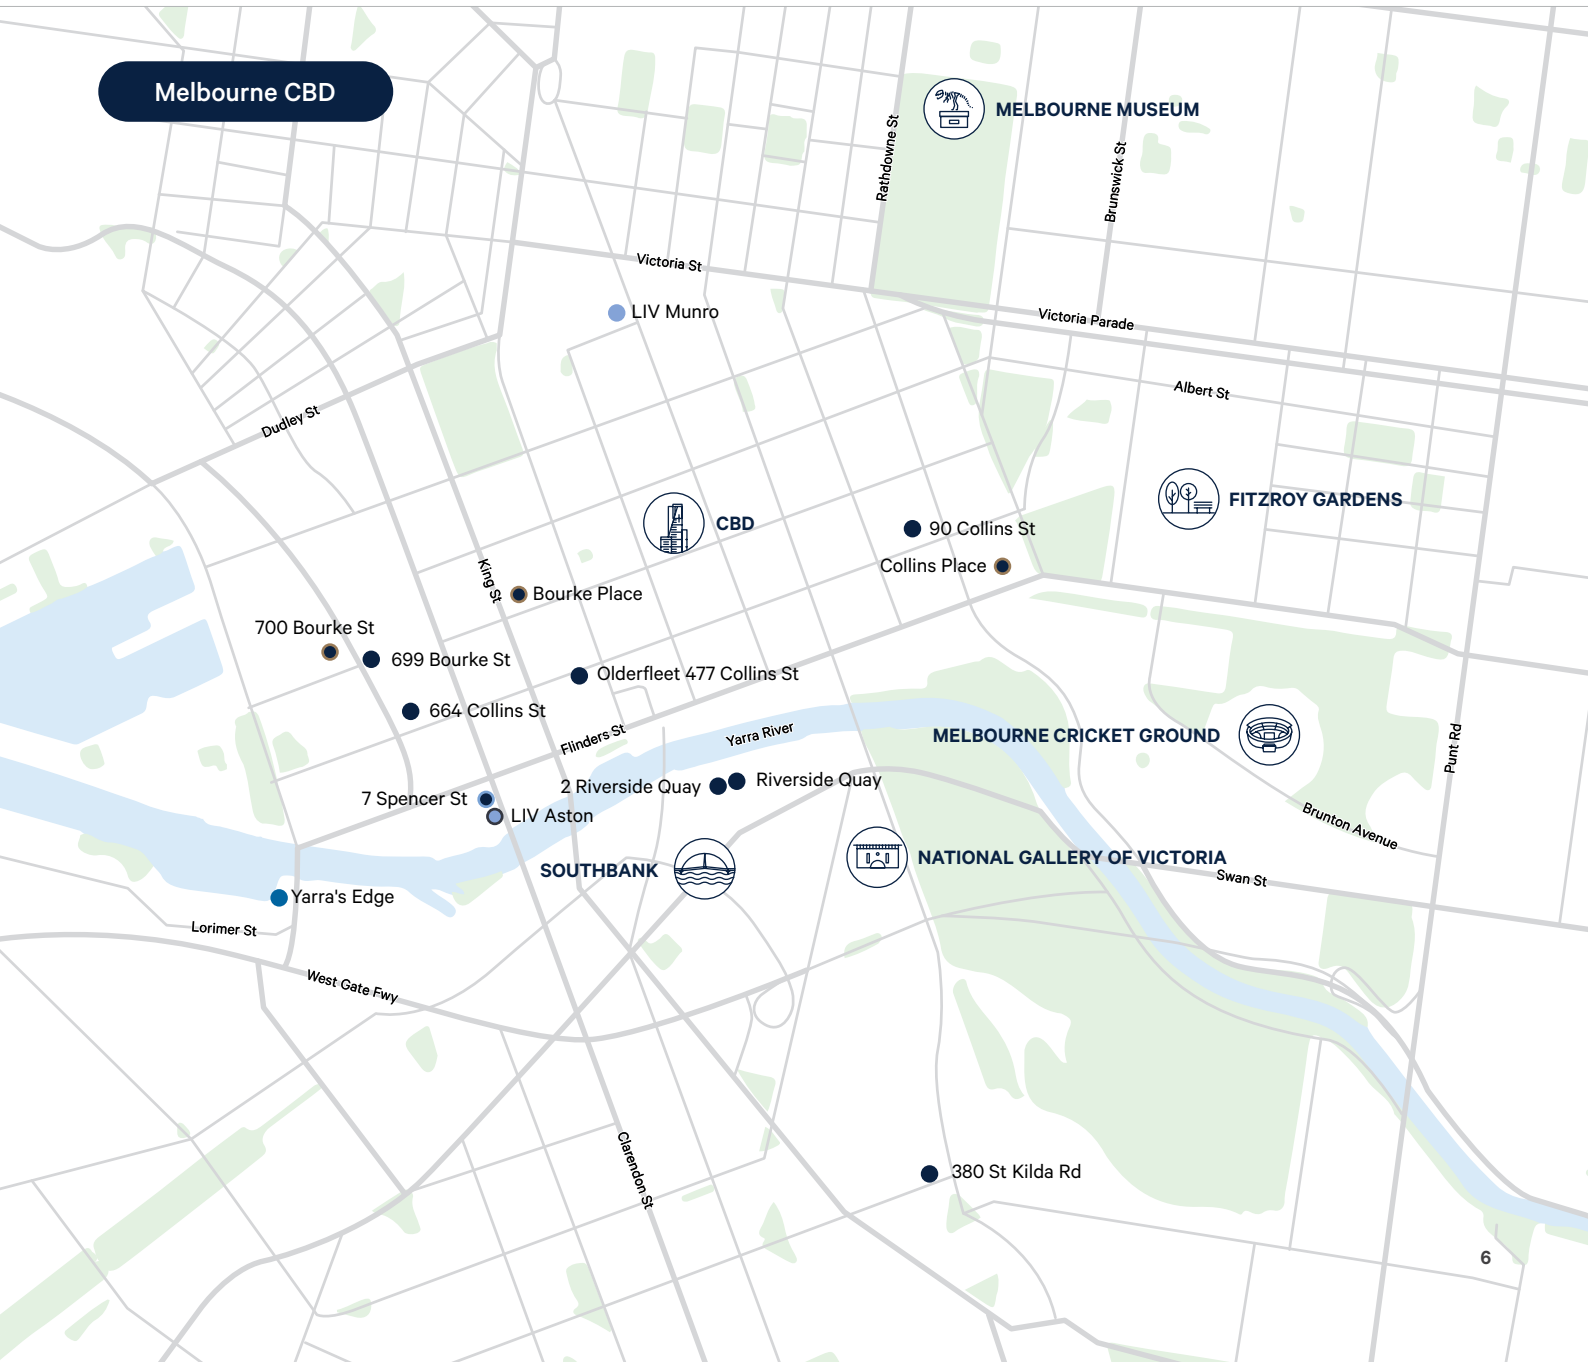 Melbourne CBD
MELBOURNE MUSEUM
Rathdowne St
Brunswick St
Victoria St
LIV Munro
Victoria Parade
Albert St
Dudley St
FITZROY GARDENS
CBD
90 Collins St
Collins Place
King St
Bourke Place
700 Bourke St
699 Bourke St
Olderfleet 477 Collins St
664 Collins St
Flinders St
Yarra River
MELBOURNE CRICKET GROUND
Punt Rd
2 Riverside Quay
Riverside Quay
7 Spencer St
LIV Aston
Brunton Avenue
SOUTHBANK
NATIONAL GALLERY OF VICTORIA
Swan St
Yarra's Edge
Lorimer St
West Gate Fwy
Clarendon St
380 St Kilda Rd
6